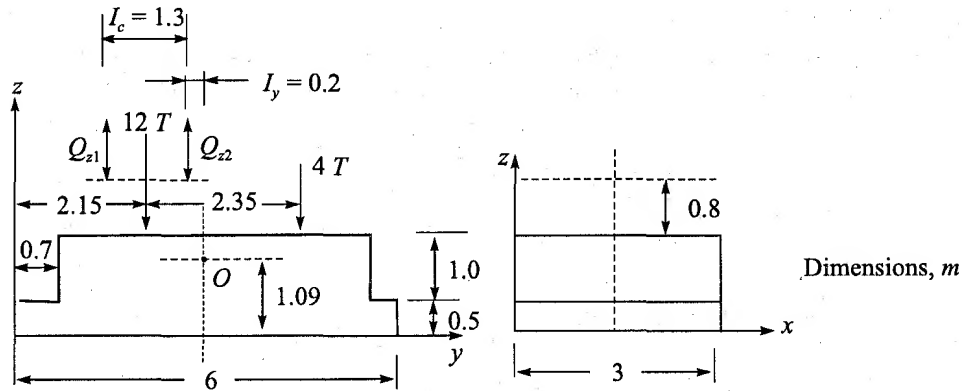 I_c = 1.3
I_y = 0.2
z
12 T
Q_z1
Q_z2
4 T
2.15
2.35
0.7
O
1.09
1.0
0.5
y
6
z
0.8
x
3
Dimensions, m